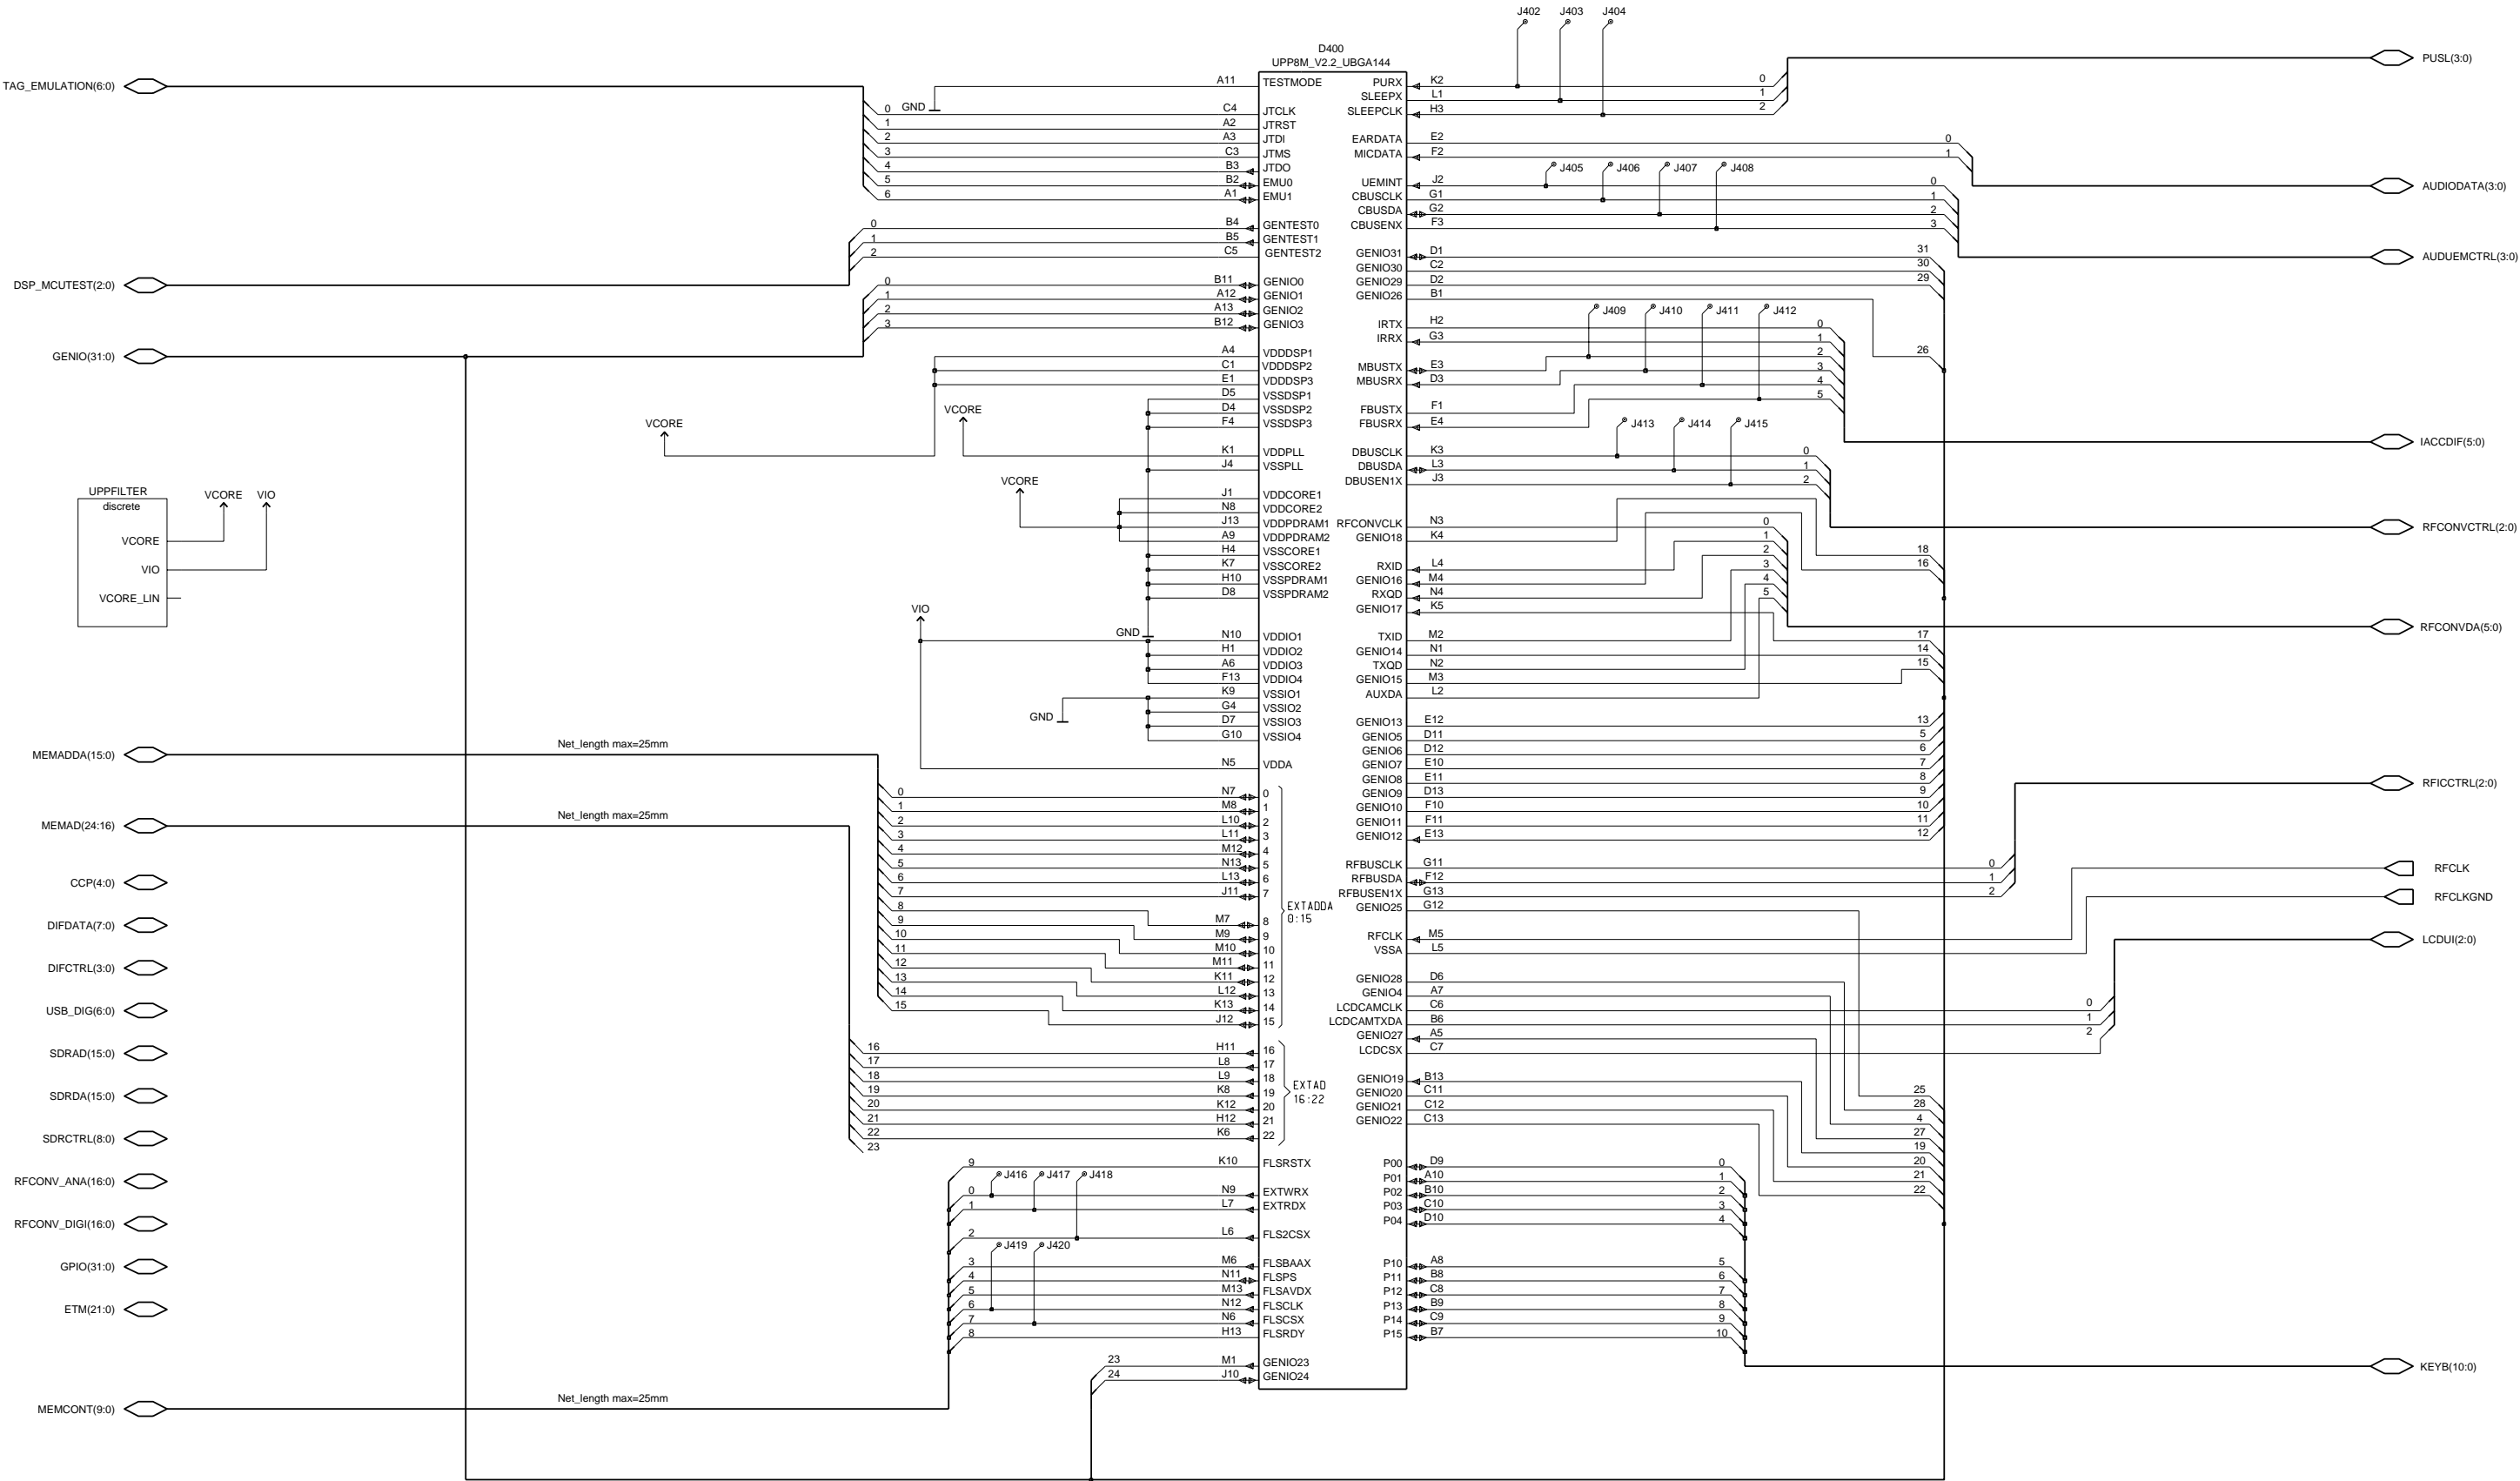 J402 J403 J404
D400
UPP8M_V2.2_UBGA144
TAG_EMULATION(6:0)
DSP_MCUTEST(2:0)
GENIO(31:0)
UPPFILTER
discrete
VCORE
VIO
VCORE_LIN
VCORE VIO
VCORE
VCORE
VCORE
VIO
GND
GND
GND
MEMADDA(15:0)
Net_length max=25mm
MEMAD(24:16)
Net_length max=25mm
CCP(4:0)
DIFDATA(7:0)
DIFCTRL(3:0)
USB_DIG(6:0)
SDRAD(15:0)
SDRDA(15:0)
SDRCTRL(8:0)
RFCONV_ANA(16:0)
RFCONV_DIGI(16:0)
GPIO(31:0)
ETM(21:0)
MEMCONT(9:0)
Net_length max=25mm
A11 TESTMODE
0 C4 JTCLK
1 A2 JTRST
2 A3 JTDI
3 C3 JTMS
4 B3 JTDO
5 B2 EMU0
6 A1 EMU1
0 B4 GENTEST0
1 B5 GENTEST1
2 C5 GENTEST2
0 B11 GENIO0
1 A12 GENIO1
2 A13 GENIO2
3 B12 GENIO3
A4 VDDDSP1
C1 VDDDSP2
E1 VDDDSP3
D5 VSSDSP1
D4 VSSDSP2
F4 VSSDSP3
K1 VDDPLL
J4 VSSPLL
J1 VDDCORE1
N8 VDDCORE2
J13 VDDPDRAM1
A9 VDDPDRAM2
H4 VSSCORE1
K7 VSSCORE2
H10 VSSPDRAM1
D8 VSSPDRAM2
N10 VDDIO1
H1 VDDIO2
A6 VDDIO3
F13 VDDIO4
K9 VSSIO1
G4 VSSIO2
D7 VSSIO3
G10 VSSIO4
N5 VDDA
0 N7 0
1 M8 1
2 L10 2
3 L11 3
4 M12 4
5 N13 5
6 L13 6
7 J11 7
8 M7 8
9 M9 9
10 M10 10
11 M11 11
12 K11 12
13 L12 13
14 K13 14
15 J12 15
EXTADDA
0:15
16 H11 16
17 L8 17
18 L9 18
19 K8 19
20 K12 20
21 H12 21
22 K6 22
23
EXTAD
16:22
9 K10 FLSRSTX
J416 J417 J418
0 N9 EXTWRX
1 L7 EXTRDX
2 L6 FLS2CSX
J419 J420
3 M6 FLSBAAX
4 N11 FLSPS
5 M13 FLSAVDX
6 N12 FLSCLK
7 N6 FLSCSX
8 H13 FLSRDY
23 M1 GENIO23
24 J10 GENIO24
PURX K2 0
SLEEPX L1 1
SLEEPCLK H3 2
PUSL(3:0)
EARDATA E2 0
MICDATA F2 1
AUDIODATA(3:0)
J405 J406 J407 J408
UEMINT J2 0
CBUSCLK G1 1
CBUSDA G2 2
CBUSENX F3 3
AUDUEMCTRL(3:0)
GENIO31 D1 31
GENIO30 C2 30
GENIO29 D2 29
GENIO26 B1 26
J409 J410 J411 J412
IRTX H2 0
IRRX G3 1
MBUSTX E3 2
MBUSRX D3 3
FBUSTX F1 4
FBUSRX E4 5
IACCDIF(5:0)
J413 J414 J415
DBUSCLK K3 0
DBUSDA L3 1
DBUSEN1X J3 2
RFCONVCTRL(2:0)
RFCONVCLK N3 0
GENIO18 K4 18
RXID L4 1
GENIO16 M4 16
RXQD N4 2
GENIO17 K5 17
TXID M2 3
GENIO14 N1 14
TXQD N2 4
GENIO15 M3 15
AUXDA L2 5
RFCONVDA(5:0)
GENIO13 E12 13
GENIO5 D11 5
GENIO6 D12 6
GENIO7 E10 7
GENIO8 E11 8
GENIO9 D13 9
GENIO10 F10 10
GENIO11 F11 11
GENIO12 E13 12
RFICCTRL(2:0)
RFBUSCLK G11 0
RFBUSDA F12 1
RFBUSEN1X G13 2
GENIO25 G12 25
RFCLK
RFCLKGND
RFCLK M5
VSSA L5
LCDUI(2:0)
GENIO28 D6 28
GENIO4 A7 4
LCDCAMCLK C6 0
LCDCAMTXDA B6 1
GENIO27 A5 27
LCDCSX C7 2
GENIO19 B13 19
GENIO20 C11 20
GENIO21 C12 21
GENIO22 C13 22
P00 D9 0
P01 A10 1
P02 B10 2
P03 C10 3
P04 D10 4
P10 A8 5
P11 B8 6
P12 C8 7
P13 B9 8
P14 C9 9
P15 B7 10
KEYB(10:0)